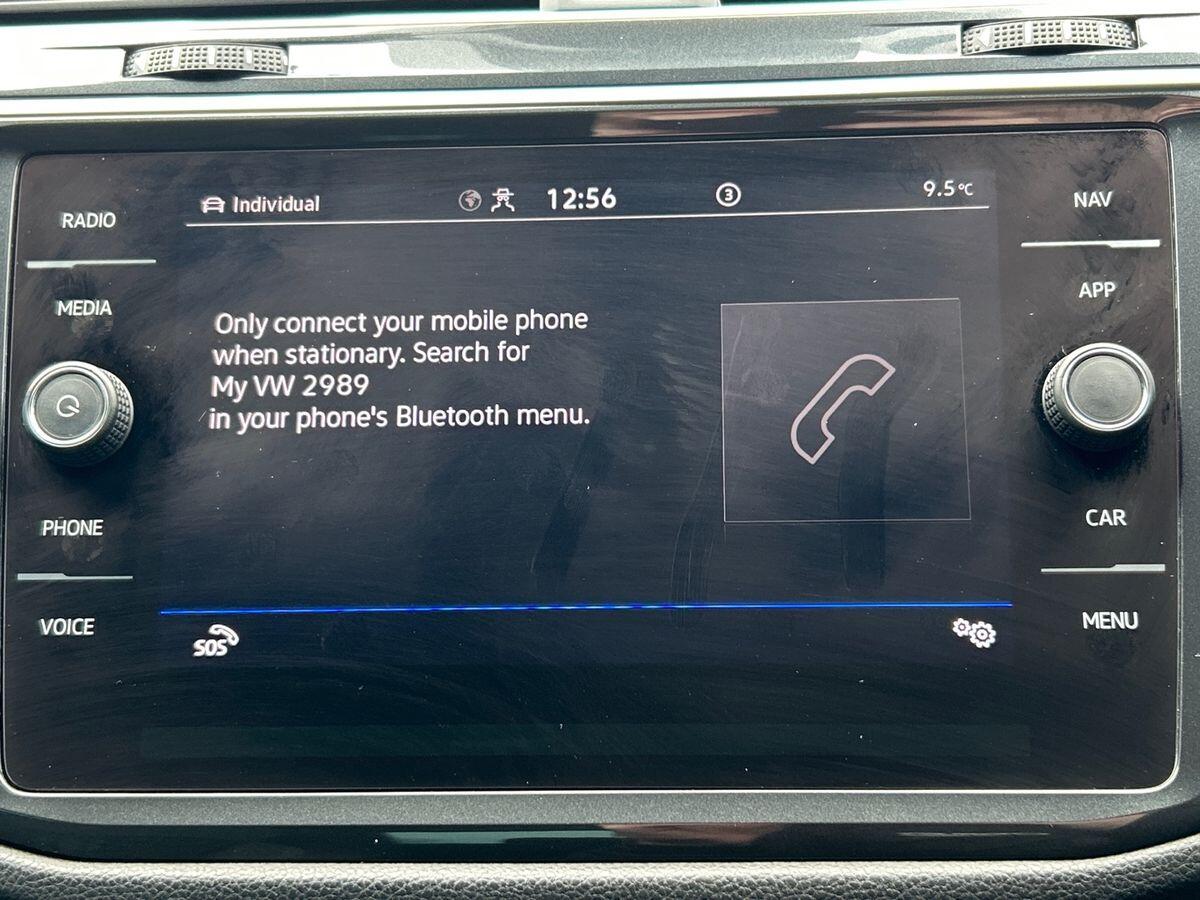 Individual 12:56 3 9.5°C
RADIO
MEDIA
PHONE
VOICE
Only connect your mobile phone
when stationary. Search for
My VW 2989
in your phone's Bluetooth menu.
SOS
NAV
APP
CAR
MENU